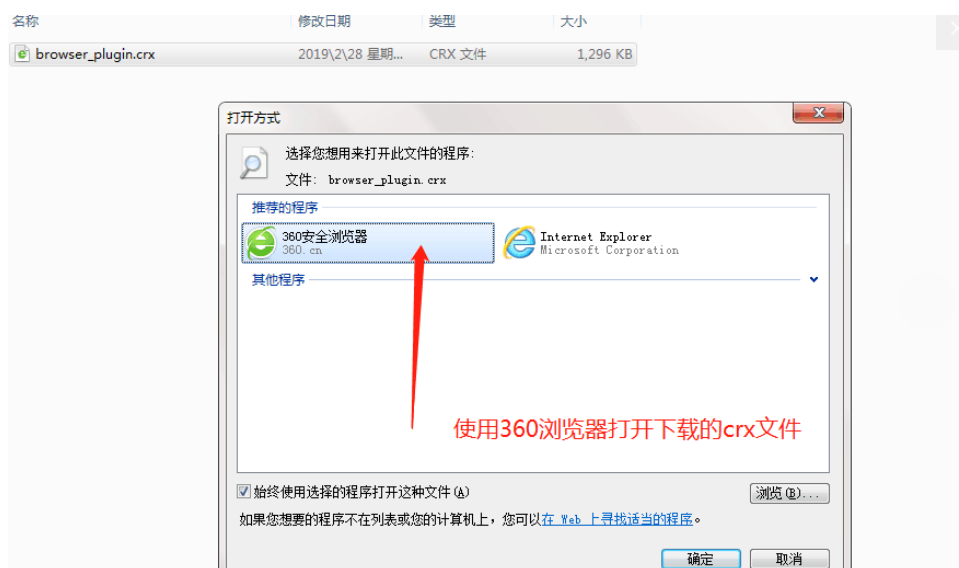 名称 修改日期 类型 大小
browser_plugin.crx 2019\2\28 星期... CRX 文件 1,296 KB
打开方式
选择您想用来打开此文件的程序:
文件: browser_plugin.crx
推荐的程序
360安全浏览器 Internet Explorer
360.cn Microsoft Corporation
其他程序
使用360浏览器打开下载的crx文件
始终使用选择的程序打开这种文件(A) 浏览(B)...
如果您想要的程序不在列表或您的计算机上，您可以在 Web 上寻找适当的程序。
确定 取消